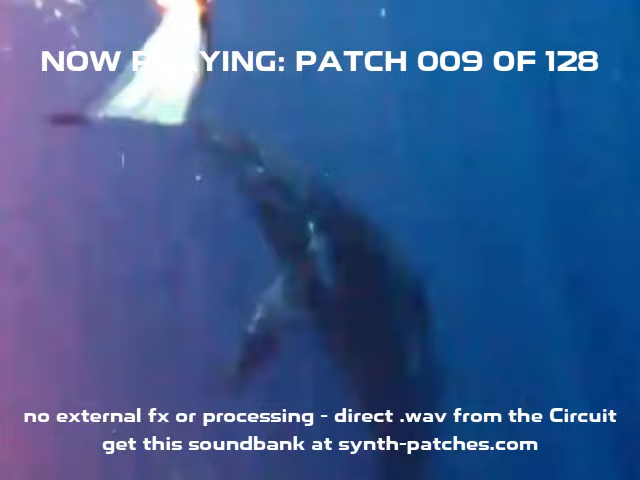 NOW PLAYING: PATCH 009 OF 128
no external fx or processing - direct .wav from the Circuit
get this soundbank at synth-patches.com